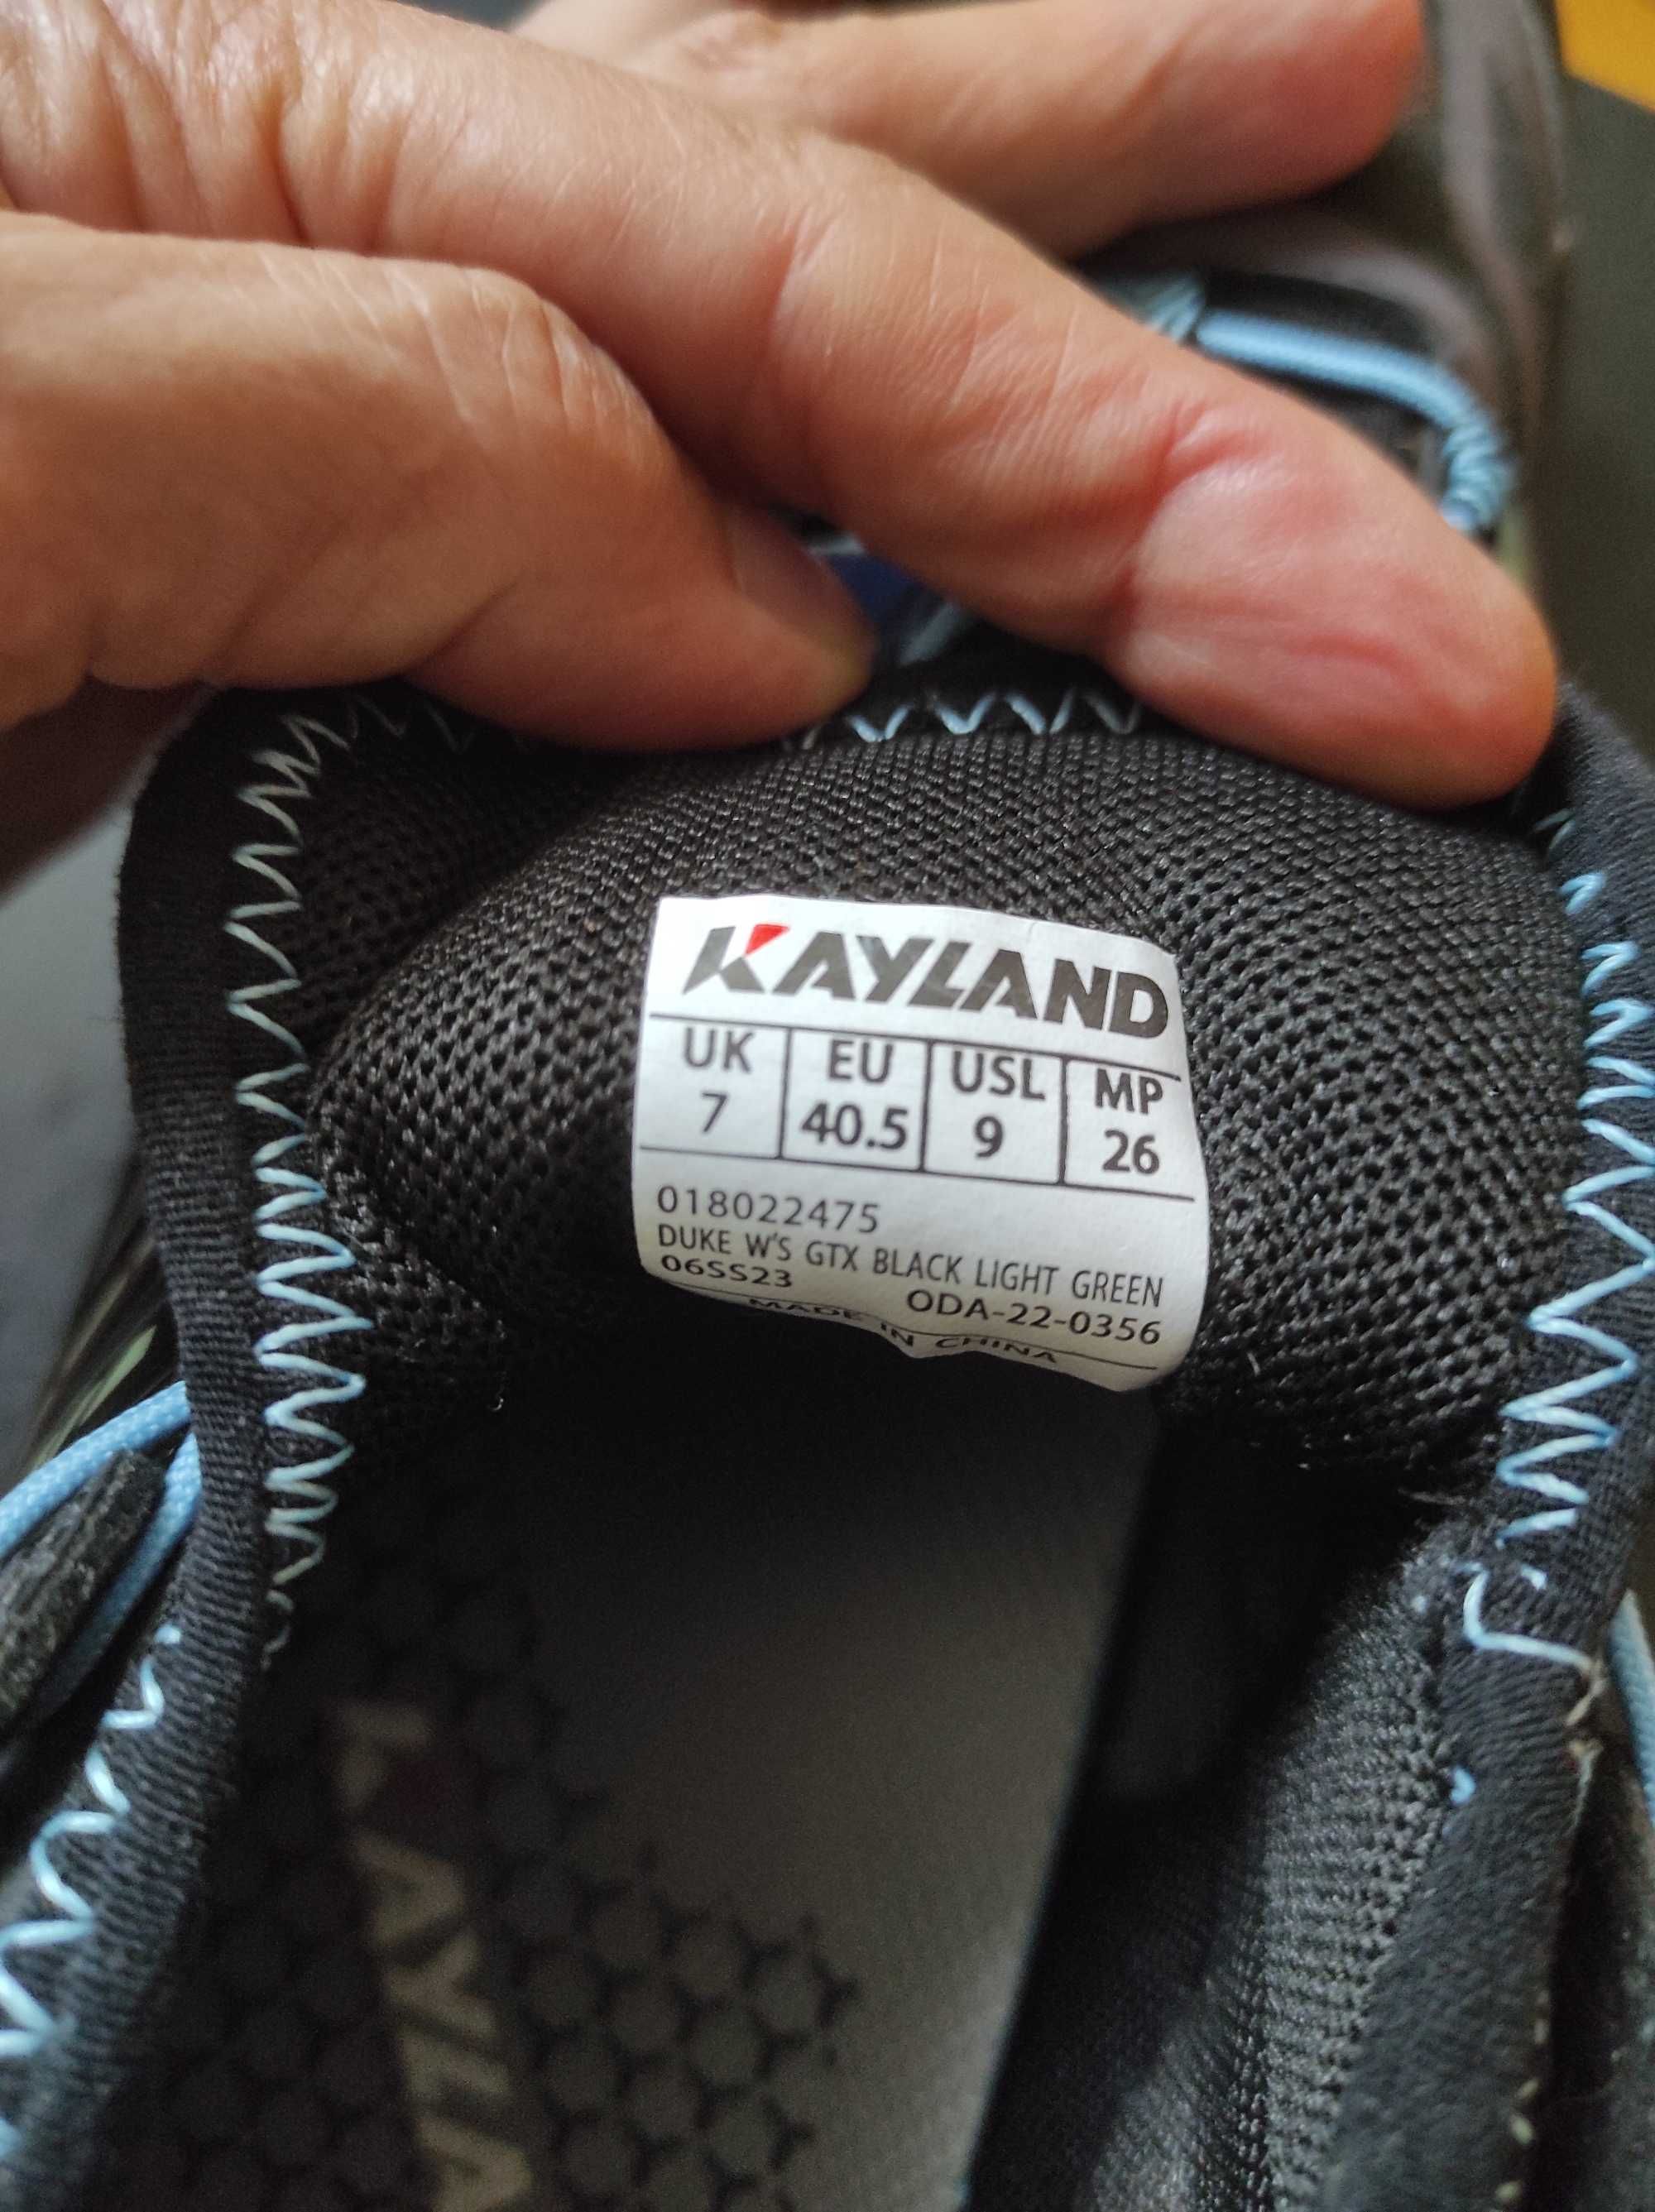 KAYLAND
UK EU USL MP
7 40.5 9 26
018022475
DUKE W'S GTX BLACK LIGHT GREEN
06SS23 ODA-22-0356
MADE IN CHINA